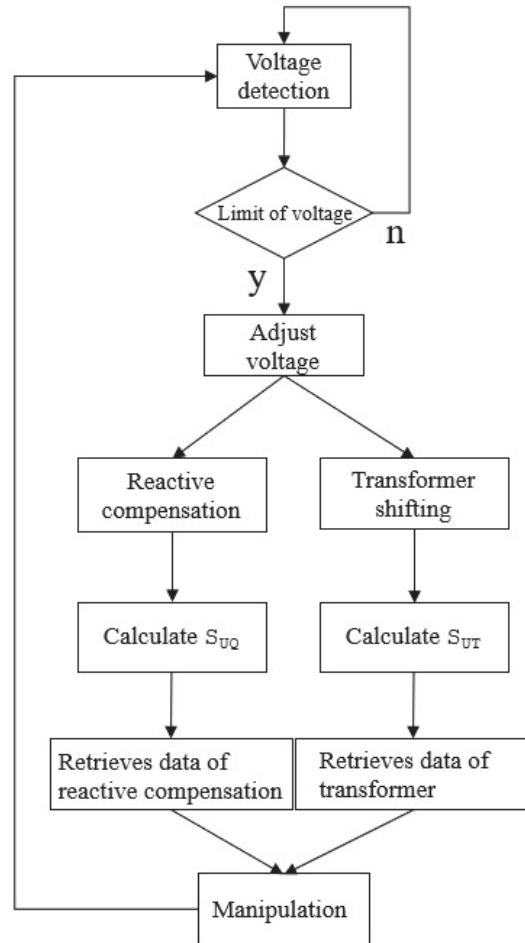 Voltage
detection
Limit of voltage
n
y
Adjust
voltage
Reactive
compensation
Transformer
shifting
Calculate S_UQ
Calculate S_UT
Retrieves data of
reactive compensation
Retrieves data of
transformer
Manipulation